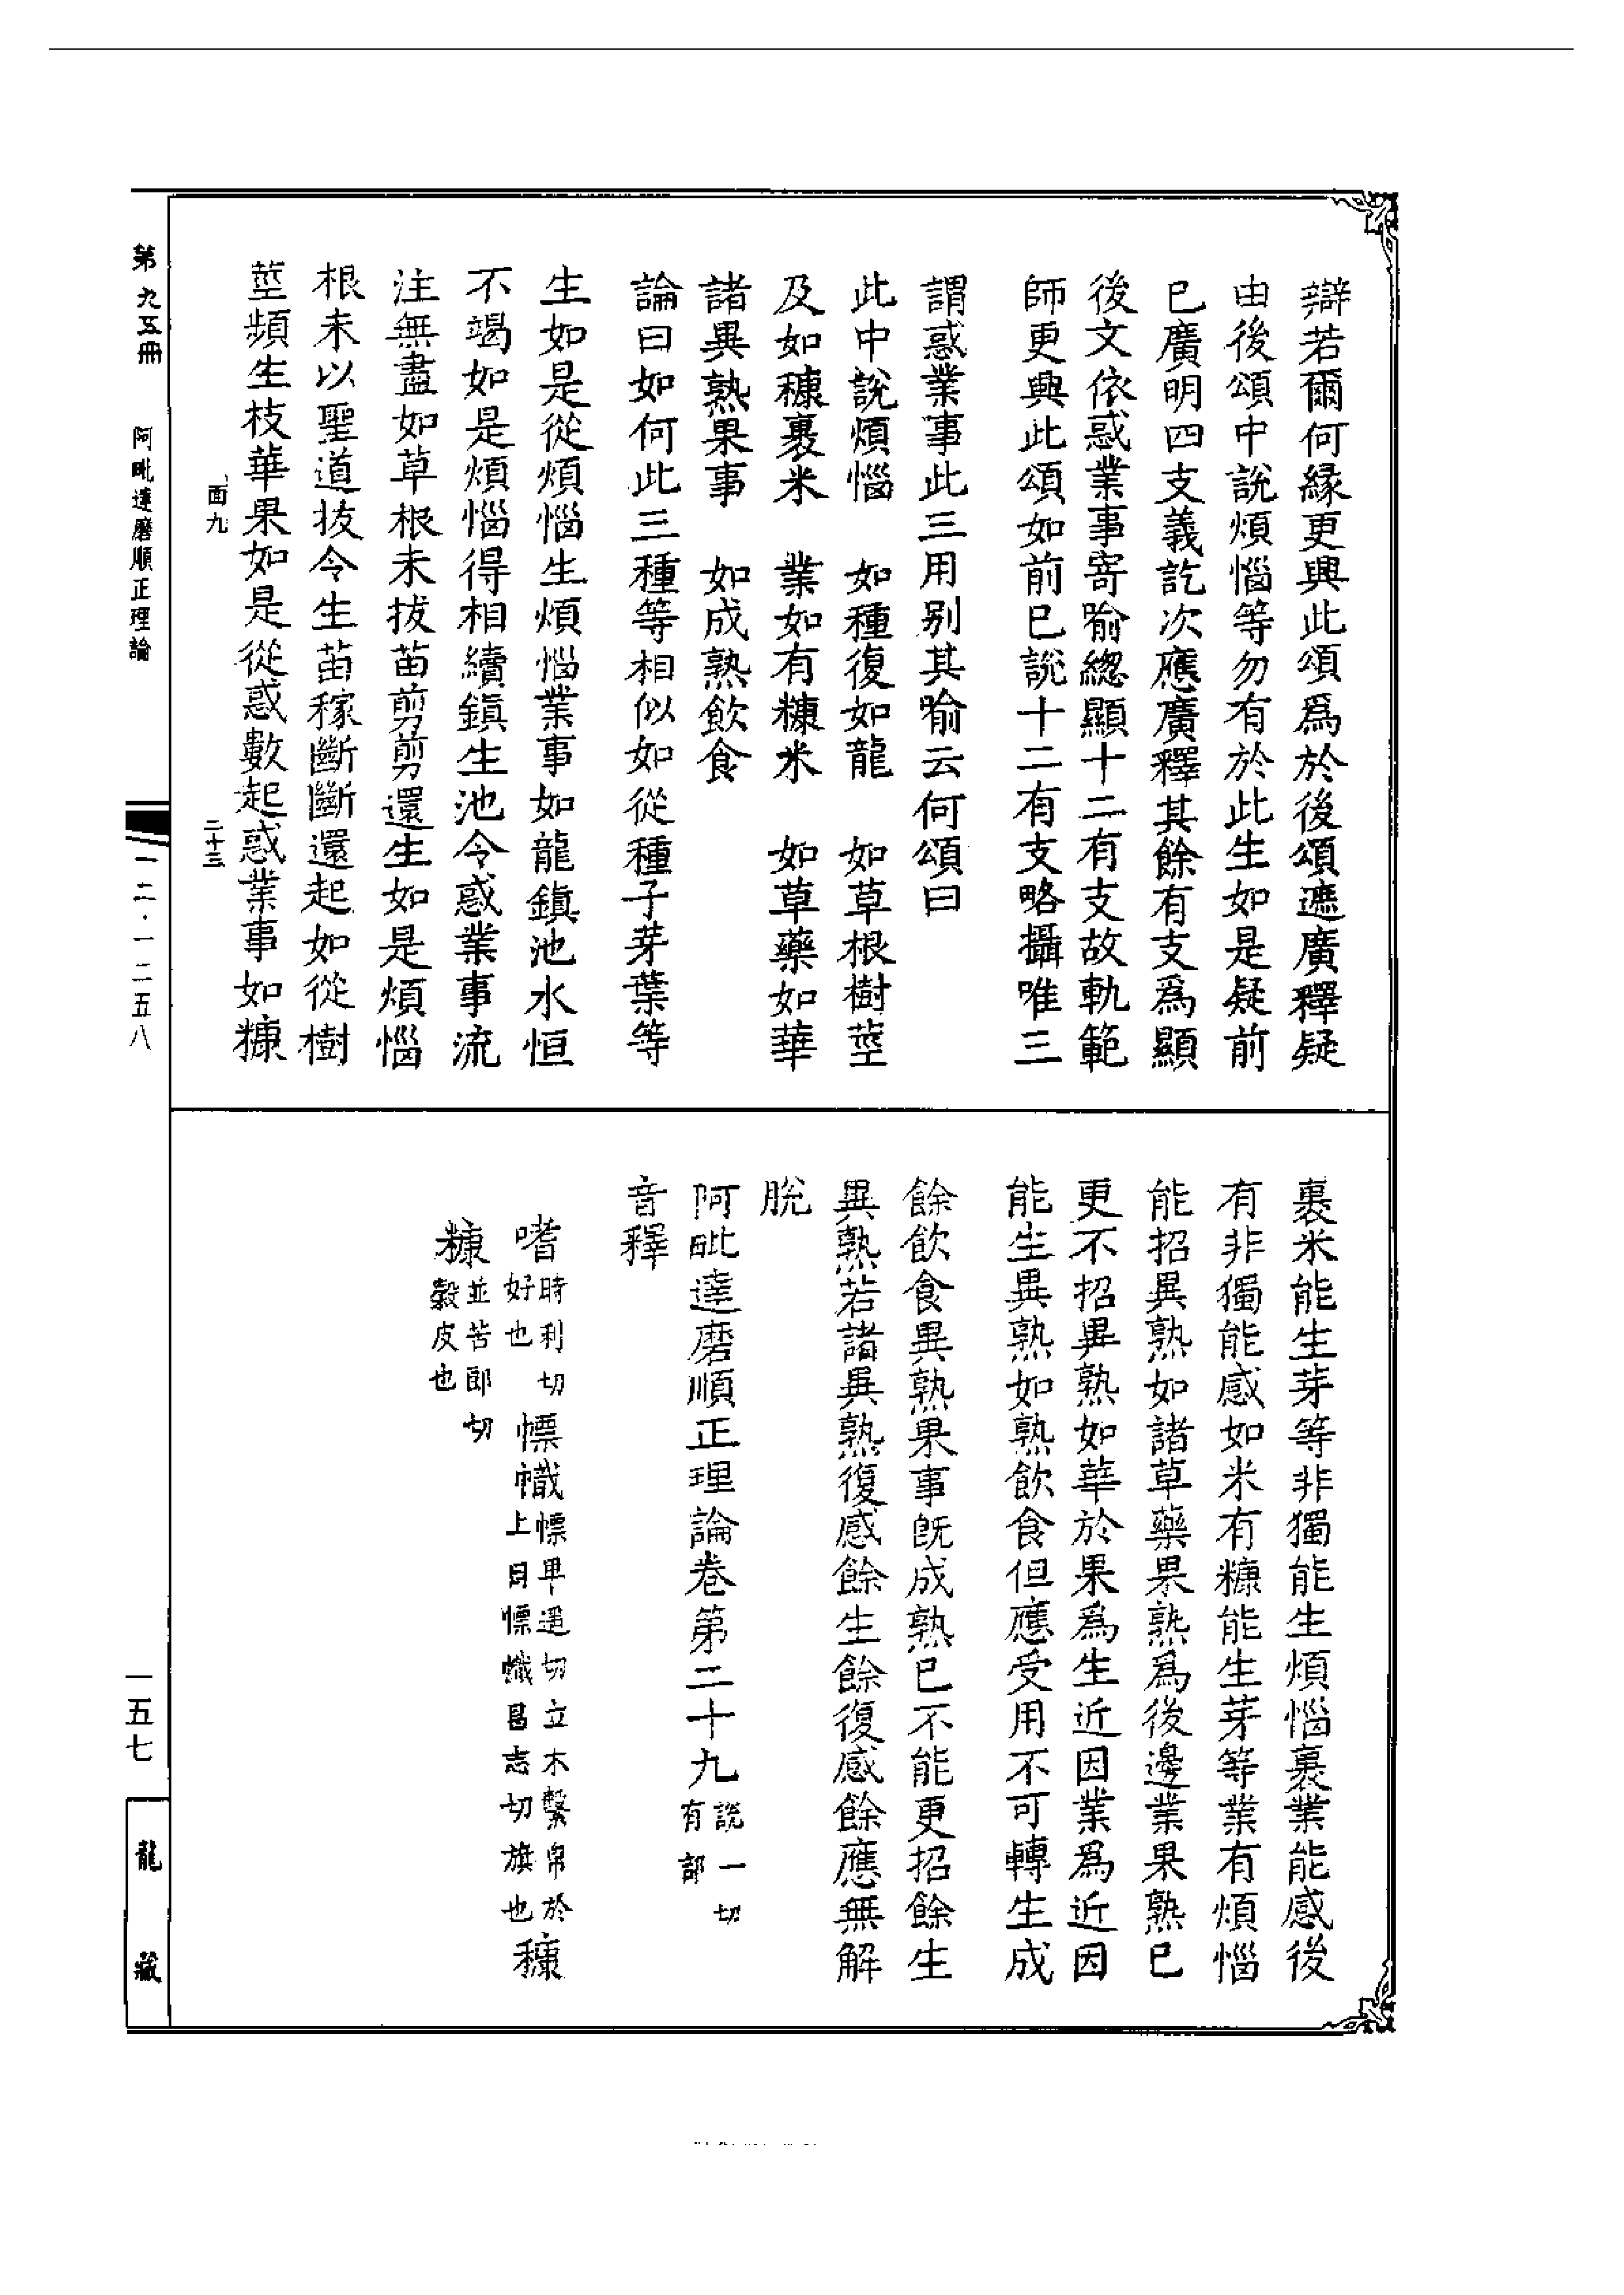 辯若爾何緣更興此頌爲於後頌遮廣釋疑
由後頌中說煩惱等勿有於此生如是疑前
已廣明四支義訖次應廣釋其餘有支爲顯
後文依惑業事寄喻緫顯十二有支故軌範
師更興此頌如前已說十二有支略攝唯三
謂惑業事此三用別其喻云何頌曰
此中說煩惱　如種復如龍　如草根樹莖
及如穅裹米　業如有糠米　如草藥如華
諸異熟果事　如成熟飲食
論曰如何此三種等相似如從種子芽葉等
生如是從煩惱生煩惱業事如龍鎮池水恒
不竭如是煩惱得相續鎮生池令惑業事流
注無盡如草根未拔苗剪剪還生如是煩惱
根未以聖道拔令生苗稼斷斷還起如從樹
莖頻生枝華果如是從惑數起惑業事如糠
面九　二十三
裹米能生芽等非獨能生煩惱裹業能感後
有非獨能感如米有糠能生芽等業有煩惱
能招異熟如諸草藥果熟爲後邊業果熟已
更不招異熟如華於果爲生近因業爲近因
能生異熟如熟飲食但應受用不可轉生成
餘飲食異熟果事既成熟已不能更招餘生
異熟若諸異熟復感餘生餘復感餘應無解
脫
阿毗達磨順正理論卷第二十九說一切有部
音釋
嗜時利切好也　幖幟幖卑遥切立木繫帛於上曰幖幟昌志切旗也　穅
糠並苦郎切穀皮也
第九五冊　阿毗達磨順正理論　一二·一二五八　一五七　龍藏